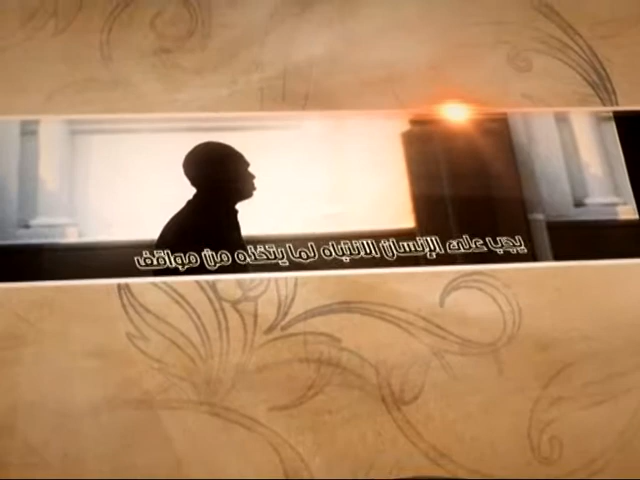 يجب على الإنسان الانتباه لما يتخذه من مواقف